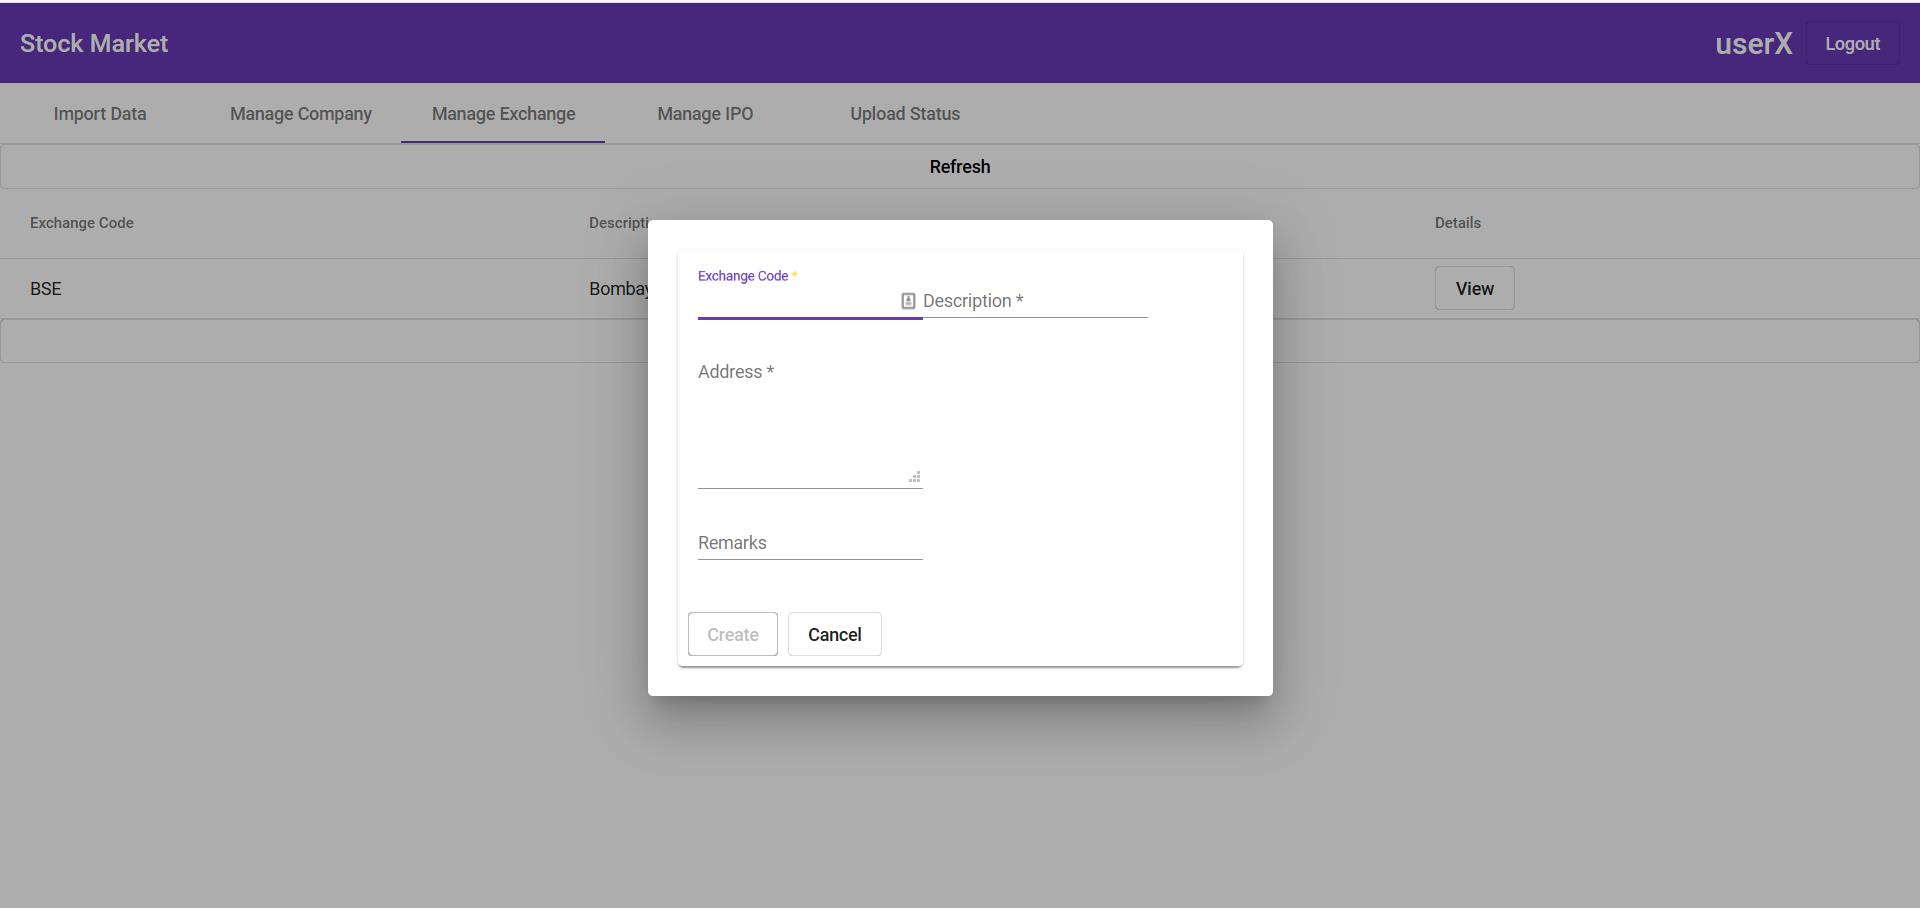 Stock Market
userX Logout
Import Data Manage Company Manage Exchange Manage IPO Upload Status
Refresh
Exchange Code Descripti Details
BSE Bombay View
Exchange Code *
Description *
Address *
Remarks
Create Cancel